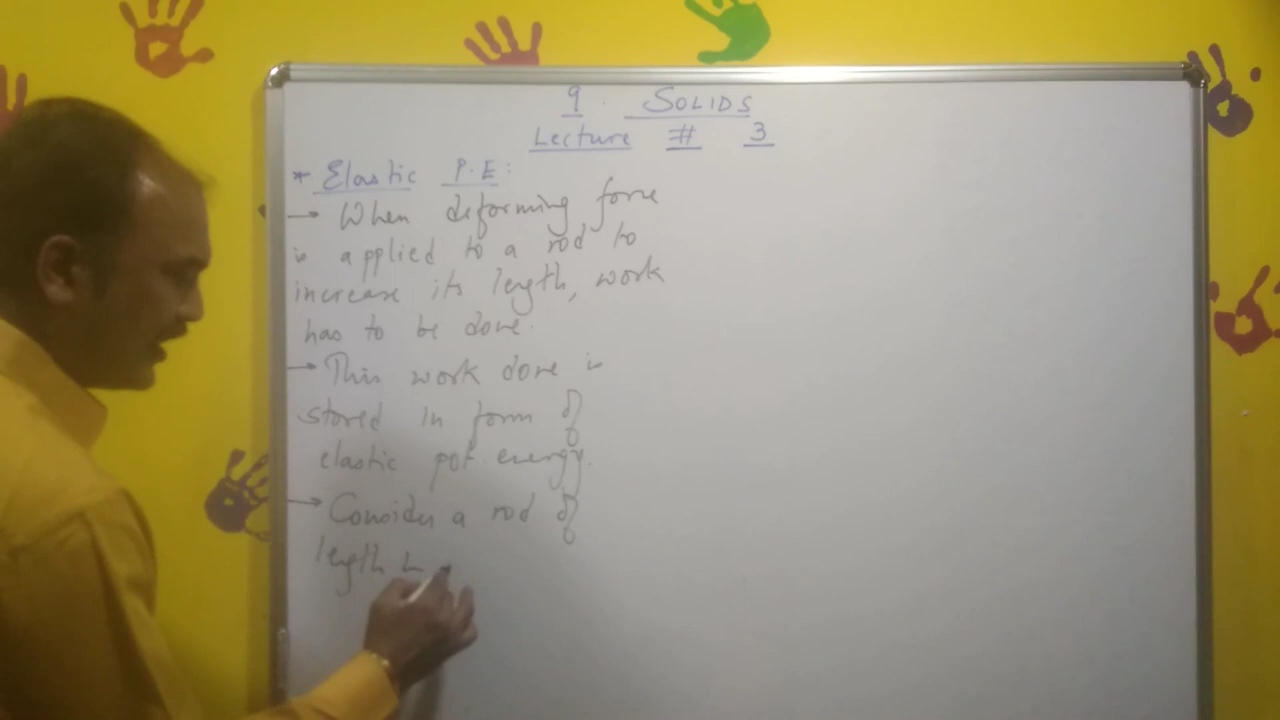 9. SOLIDS
Lecture # 3
* Elastic P.E:
→ When deforming force
is applied to a rod to
increase its length, work
has to be done.
→ This work done is
stored in form of
elastic pot. energy.
→ Consider a rod of
length L